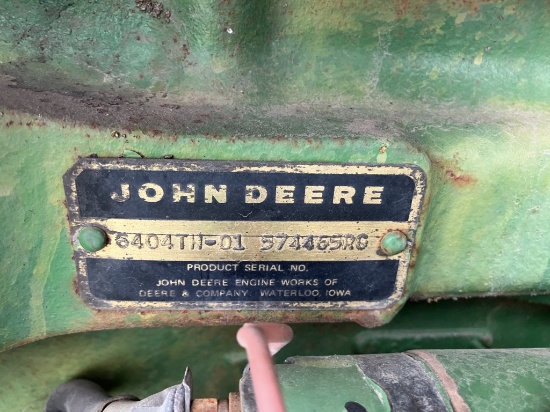 JOHN DEERE
6404TH-01 574465RG
PRODUCT SERIAL NO.
JOHN DEERE ENGINE WORKS OF
DEERE & COMPANY WATERLOO, IOWA